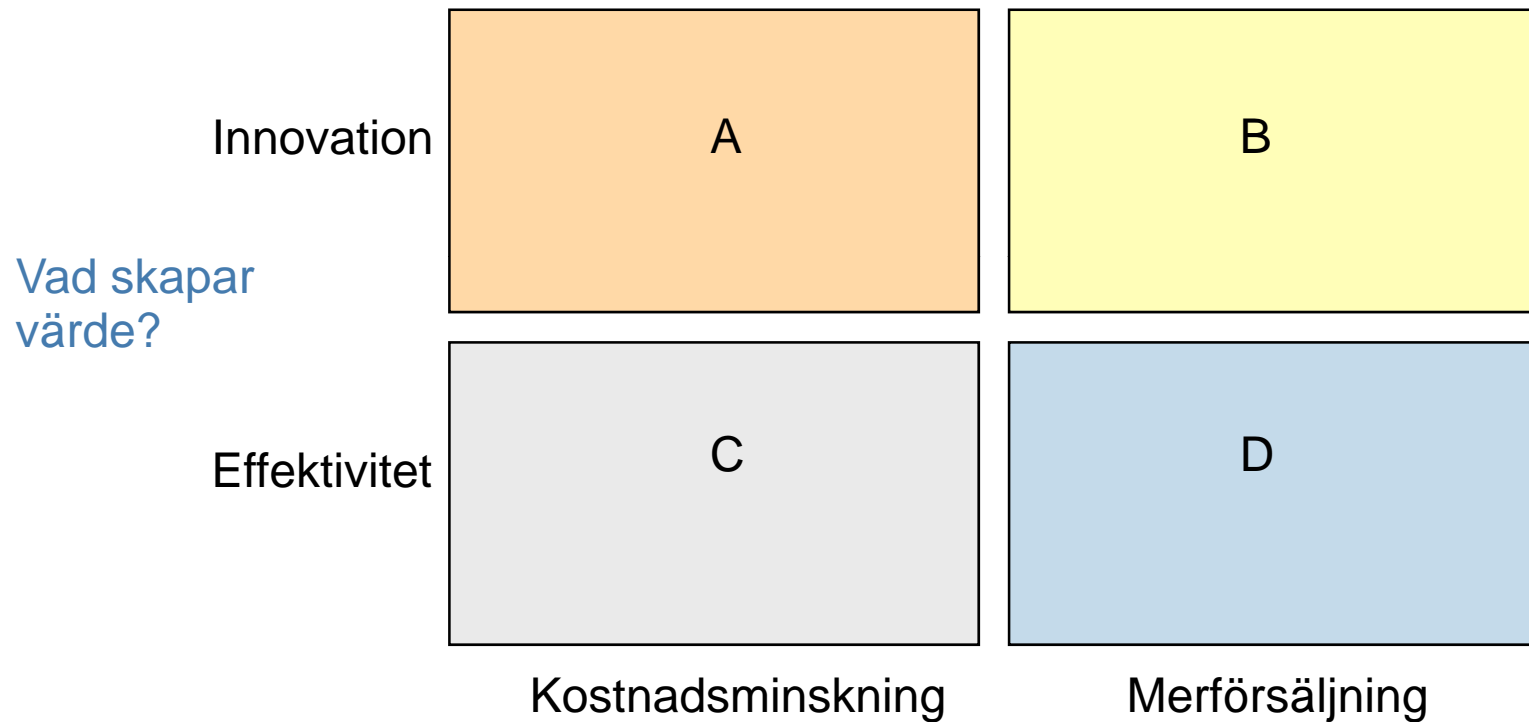 Innovation
A
B
Vad skapar
värde?
Effektivitet
C
D
Kostnadsminskning
Merförsäljning